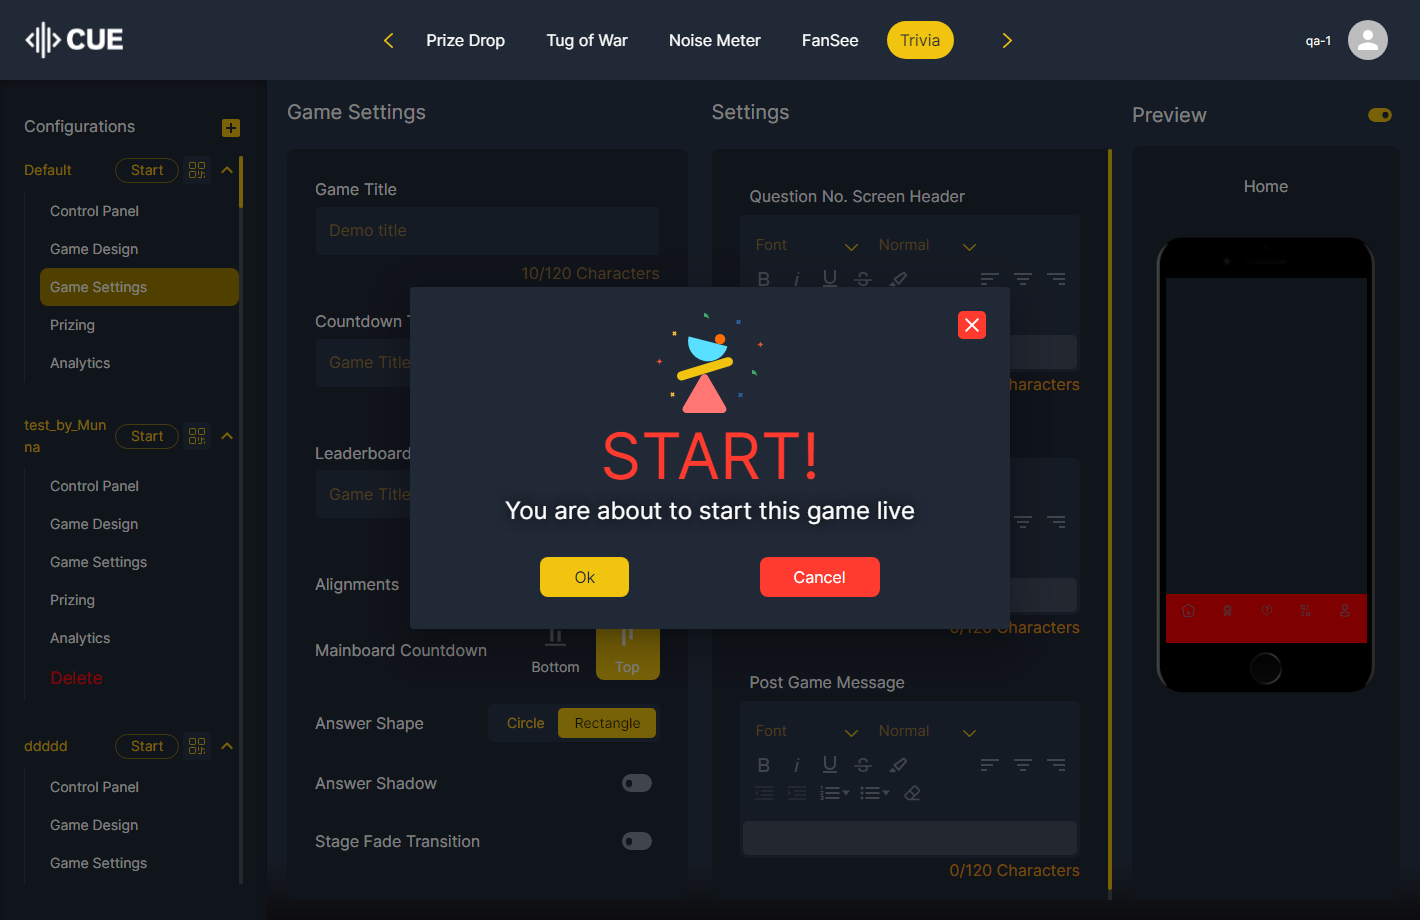 CUE
Prize Drop
Tug of War
Noise Meter
FanSee
Trivia
qa-1
Configurations
Default
Start
Control Panel
Game Design
Game Settings
Prizing
Analytics
test_by_Mun
na
Start
Control Panel
Game Design
Game Settings
Prizing
Analytics
Delete
ddddd
Start
Control Panel
Game Design
Game Settings
Game Settings
Game Title
Demo title
10/120 Characters
Countdown
Game Title
Leaderboard
Game Title
Alignments
Mainboard Countdown
Bottom
Top
Answer Shape
Circle
Rectangle
Answer Shadow
Stage Fade Transition
START!
You are about to start this game live
Ok
Cancel
Settings
Question No. Screen Header
Font
Normal
B i U S
haracters
0/120 Characters
Post Game Message
Font
Normal
B i U S
0/120 Characters
Preview
Home